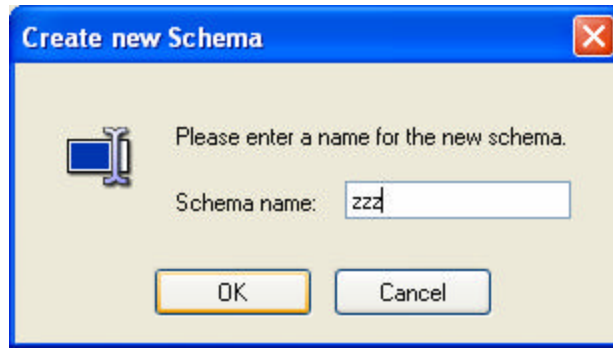 Create new Schema
Please enter a name for the new schema.
Schema name: zzz
OK Cancel